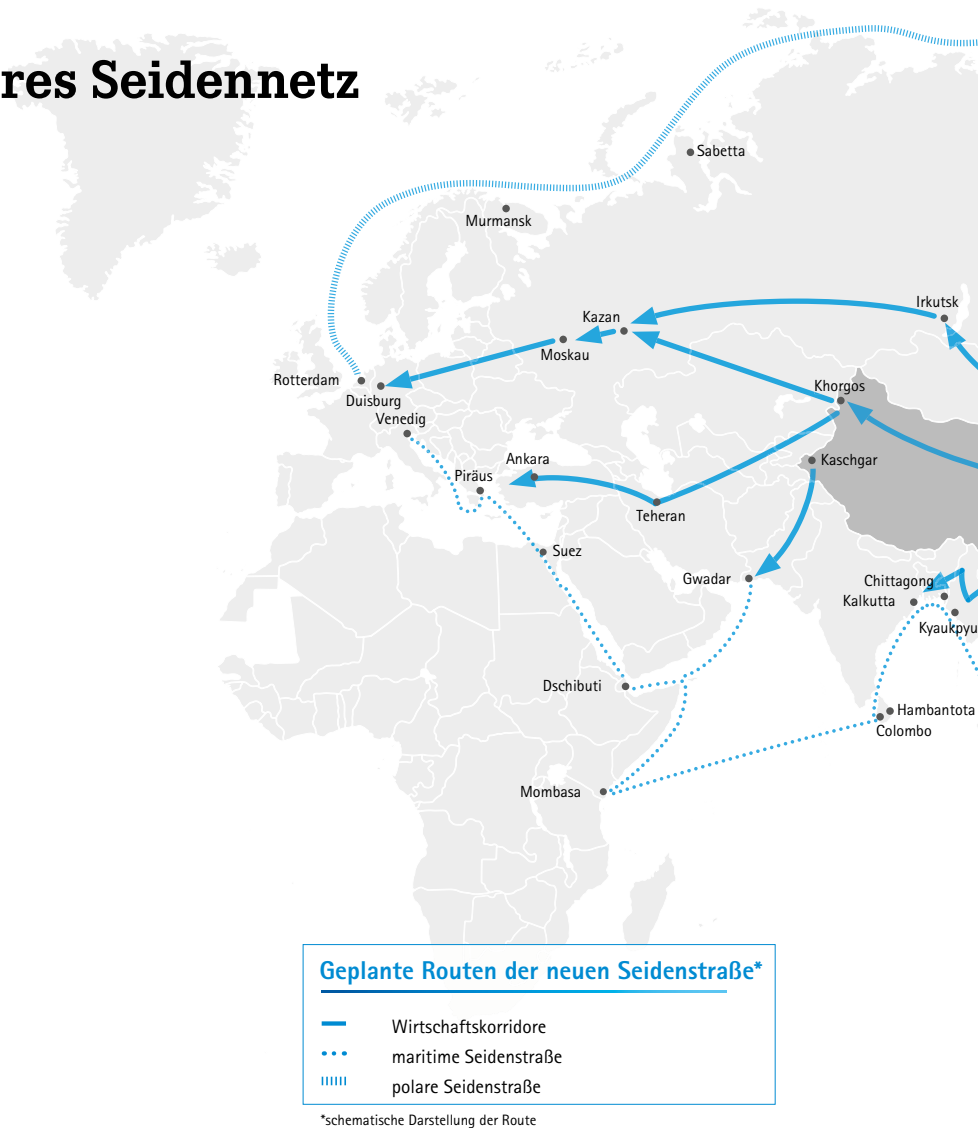 res Seidennetz
Sabetta
Murmansk
Irkutsk
Kazan
Moskau
Rotterdam
Duisburg
Khorgos
Venedig
Ankara
Kaschgar
Piräus
Teheran
Suez
Gwadar
Chittagong
Kalkutta
Kyaukpyu
Dschibuti
Hambantota
Colombo
Mombasa
Geplante Routen der neuen Seidenstraße*
Wirtschaftskorridore
maritime Seidenstraße
polare Seidenstraße
*schematische Darstellung der Route